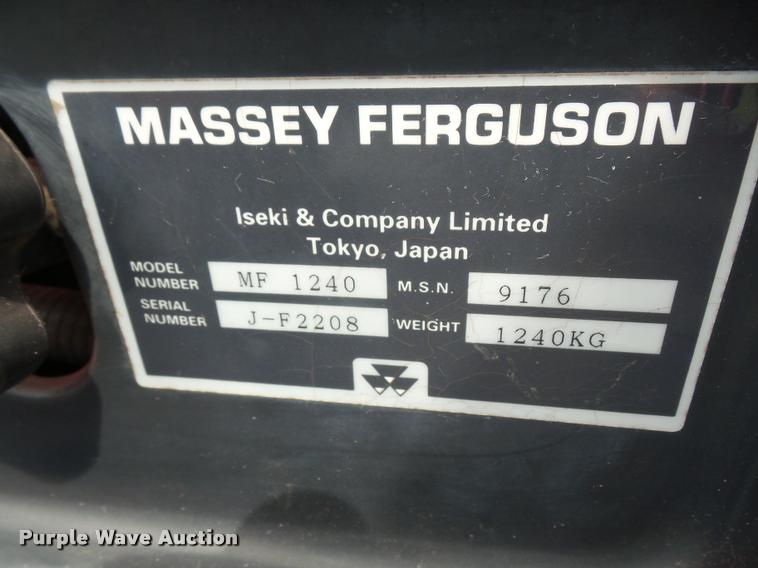 MASSEY FERGUSON
Iseki & Company Limited
Tokyo, Japan
MODEL NUMBER MF 1240 M.S.N. 9176
SERIAL NUMBER J-F2208 WEIGHT 1240KG
Purple Wave Auction